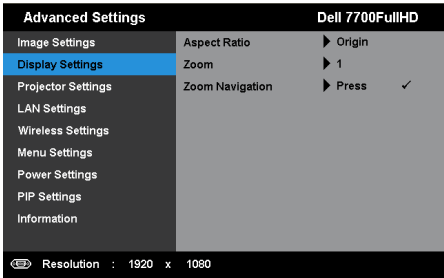 Advanced Settings Dell 7700FullHD
Image Settings Aspect Ratio Origin
Display Settings Zoom 1
Projector Settings Zoom Navigation Press ✓
LAN Settings
Wireless Settings
Menu Settings
Power Settings
PIP Settings
Information
Resolution : 1920 x 1080